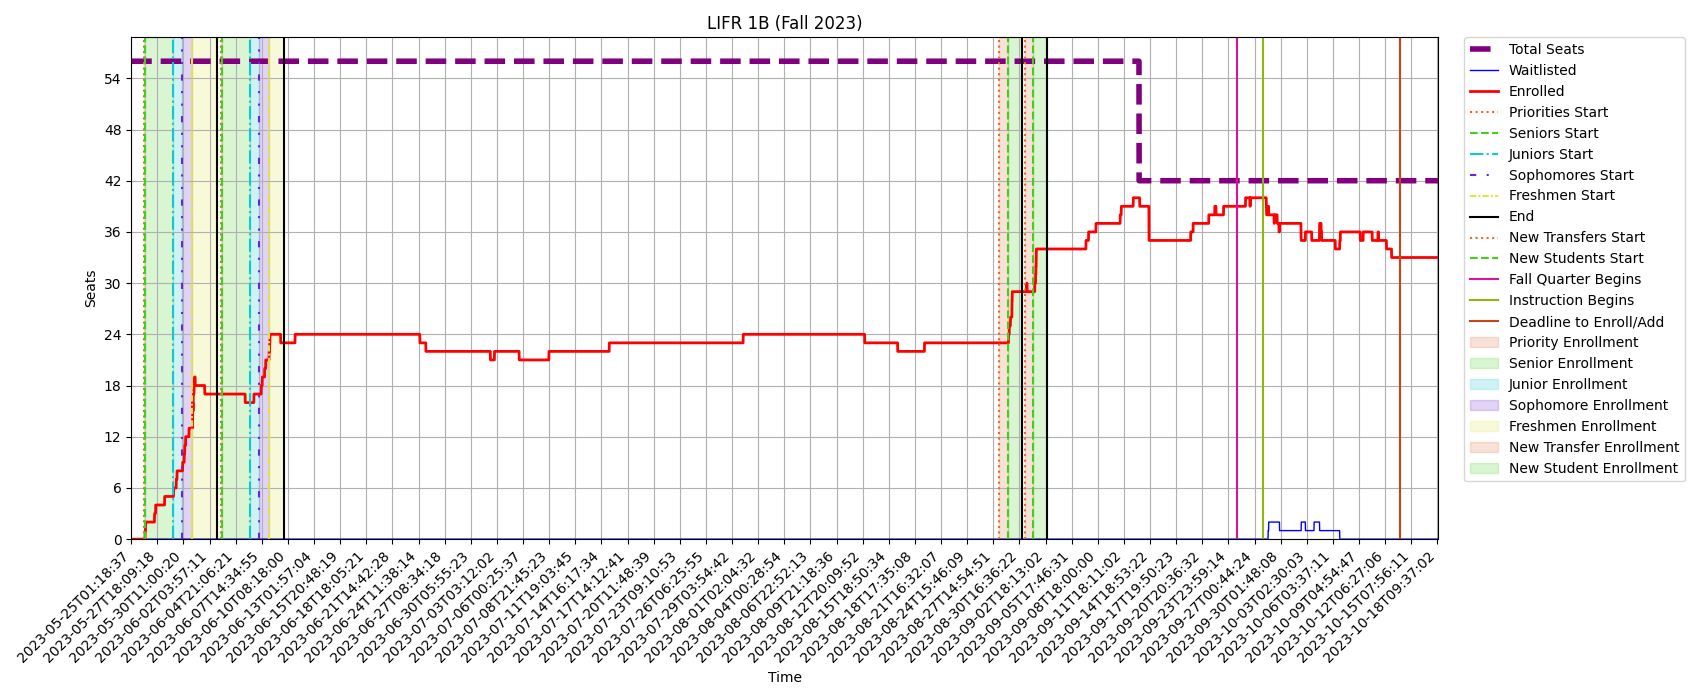 LIFR 1B (Fall 2023)
Seats
54
48
42
36
30
24
18
12
6
0
2023-05-25T01:18:37
2023-05-27T18:09:18
2023-05-30T11:00:20
2023-06-02T03:57:11
2023-06-04T21:06:21
2023-06-07T14:34:55
2023-06-10T08:18:00
2023-06-13T01:57:04
2023-06-15T20:48:19
2023-06-18T18:05:21
2023-06-21T14:42:28
2023-06-24T11:38:14
2023-06-27T08:34:18
2023-06-30T05:55:23
2023-07-03T03:12:02
2023-07-06T00:25:37
2023-07-08T21:45:23
2023-07-11T19:03:45
2023-07-14T16:17:34
2023-07-17T14:12:41
2023-07-20T11:48:39
2023-07-23T09:10:53
2023-07-26T06:25:55
2023-07-29T03:54:42
2023-08-01T02:04:32
2023-08-04T00:28:54
2023-08-06T22:52:13
2023-08-09T21:18:36
2023-08-12T20:09:52
2023-08-15T18:50:34
2023-08-18T17:35:08
2023-08-21T16:32:07
2023-08-24T15:46:09
2023-08-27T14:54:51
2023-08-30T16:36:22
2023-09-02T18:13:02
2023-09-05T17:46:31
2023-09-08T18:00:00
2023-09-11T18:11:02
2023-09-14T18:53:22
2023-09-17T19:50:23
2023-09-20T20:36:32
2023-09-23T23:59:14
2023-09-27T00:44:24
2023-09-30T01:48:08
2023-10-03T02:30:03
2023-10-06T03:37:11
2023-10-09T04:54:47
2023-10-12T06:27:06
2023-10-15T07:56:11
2023-10-18T09:37:02
Time
Total Seats
Waitlisted
Enrolled
Priorities Start
Seniors Start
Juniors Start
Sophomores Start
Freshmen Start
End
New Transfers Start
New Students Start
Fall Quarter Begins
Instruction Begins
Deadline to Enroll/Add
Priority Enrollment
Senior Enrollment
Junior Enrollment
Sophomore Enrollment
Freshmen Enrollment
New Transfer Enrollment
New Student Enrollment